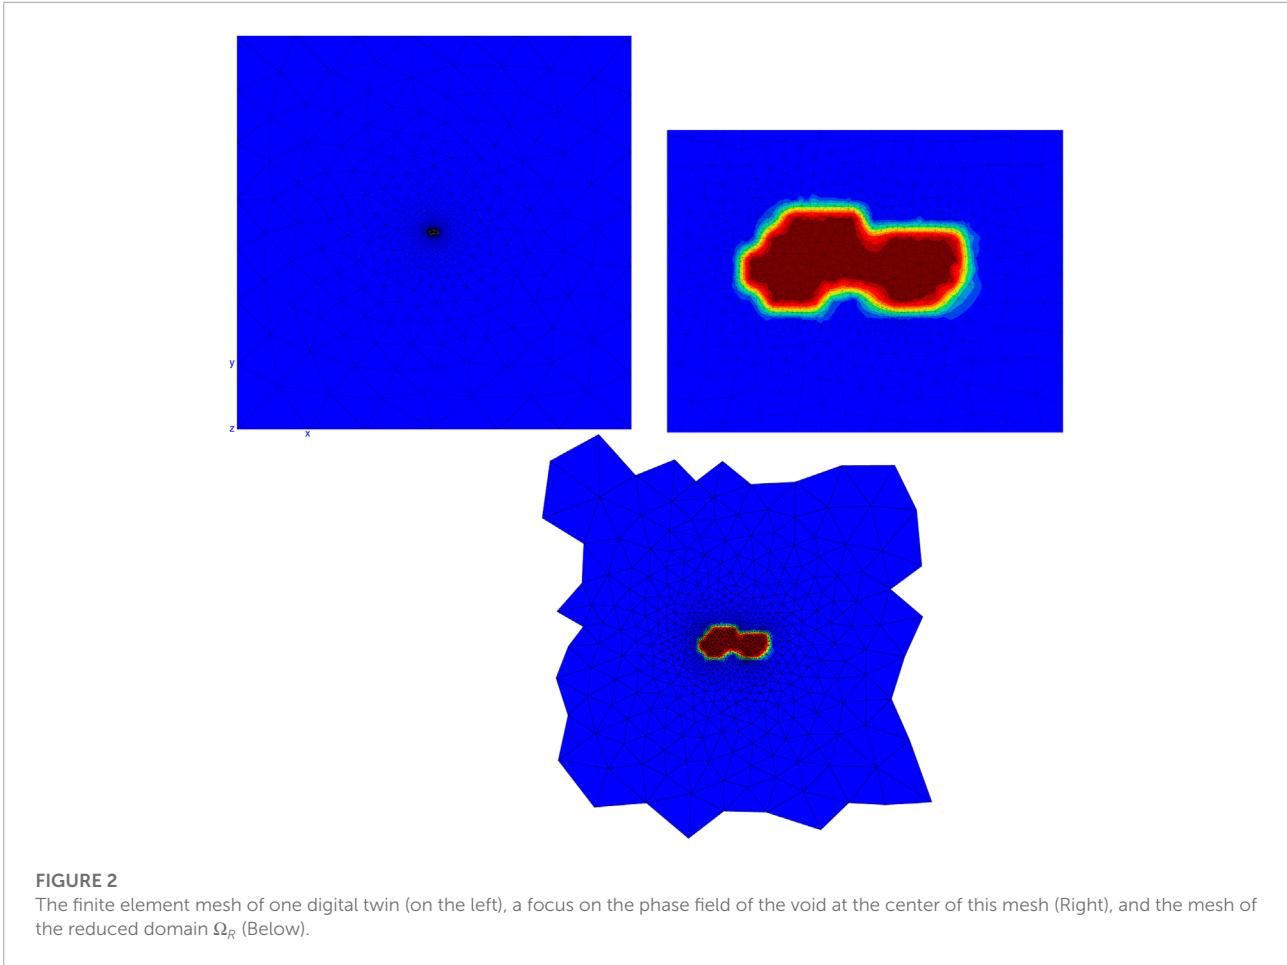 y
z
x
FIGURE 2
The finite element mesh of one digital twin (on the left), a focus on the phase field of the void at the center of this mesh (Right), and the mesh of
the reduced domain Ω_R (Below).